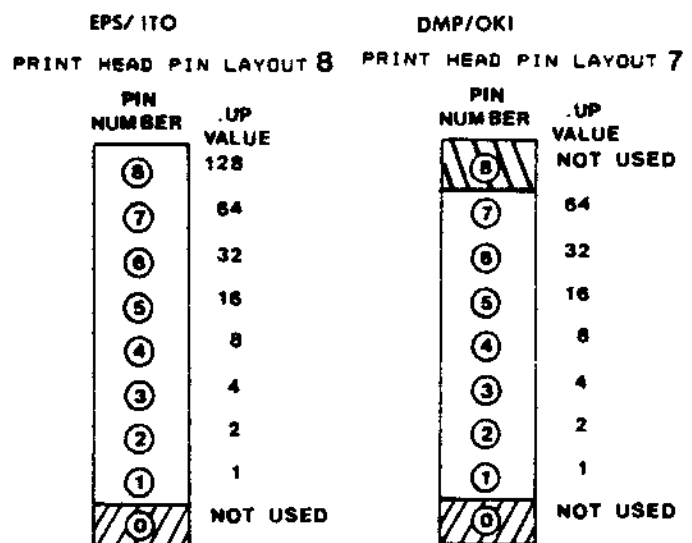 EPS/ ITO
PRINT HEAD PIN LAYOUT 8
PIN NUMBER
.UP VALUE
8 128
7 64
6 32
5 16
4 8
3 4
2 2
1 1
0 NOT USED
DMP/OKI
PRINT HEAD PIN LAYOUT 7
PIN NUMBER
.UP VALUE
8 NOT USED
7 64
6 32
5 16
4 8
3 4
2 2
1 1
0 NOT USED